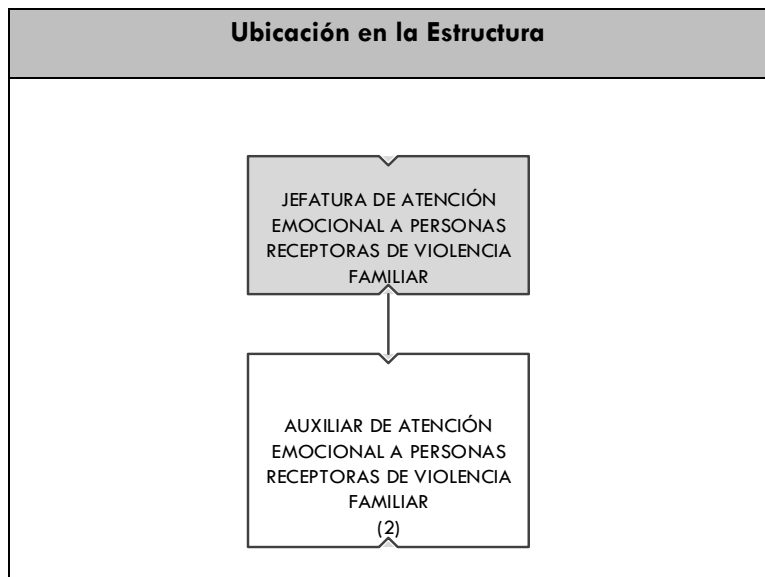 Ubicación en la Estructura
JEFATURA DE ATENCIÓN
EMOCIONAL A PERSONAS
RECEPTORAS DE VIOLENCIA
FAMILIAR
AUXILIAR DE ATENCIÓN
EMOCIONAL A PERSONAS
RECEPTORAS DE VIOLENCIA
FAMILIAR
(2)